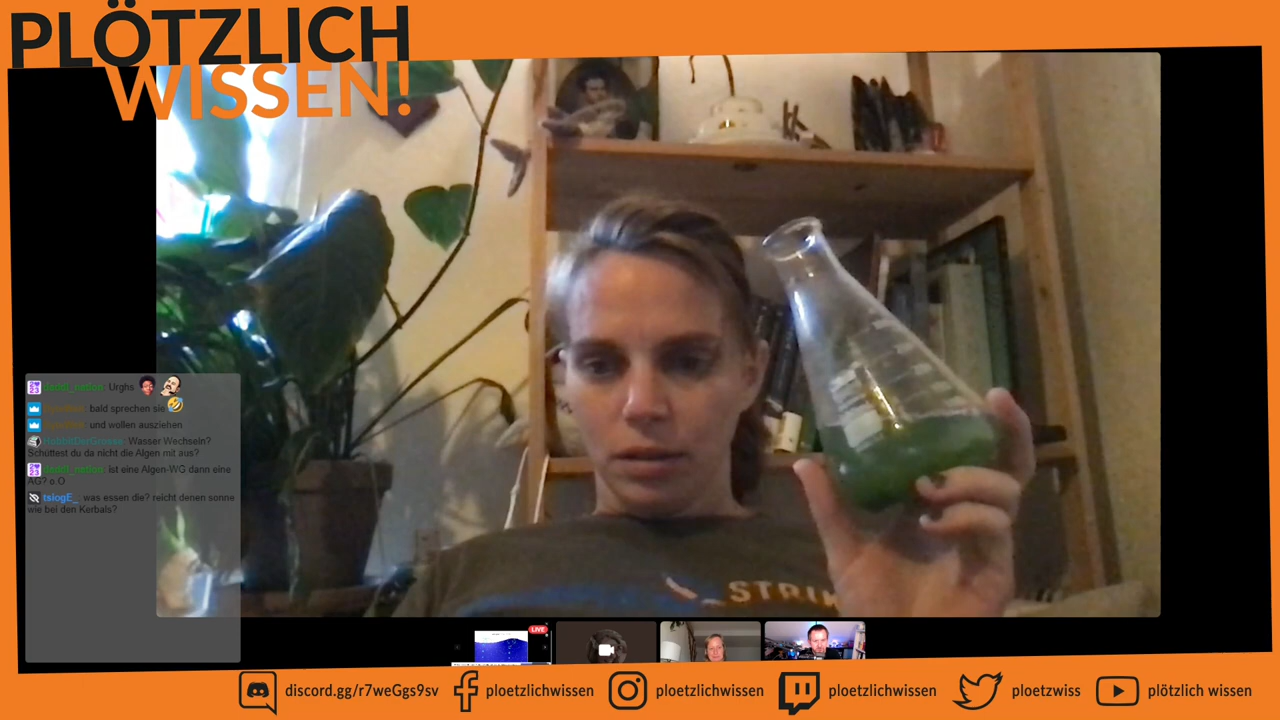 PLÖTZLICH
WISSEN!
daddl_nation: Urghs
bald sprechen sie
und wollen ausziehen
Wasser Wechseln?
Schüttest du da nicht die Algen mit aus?
daddl_nation: ist eine Algen-WG dann eine
AG? o.O
tsiogE_: was essen die? reicht denen sonne
wie bei den Kerbals?
STRIK
LIVE
discord.gg/r7weGgs9sv
ploetzlichwissen
ploetzlichwissen
ploetzlichwissen
ploetzwiss
plötzlich wissen